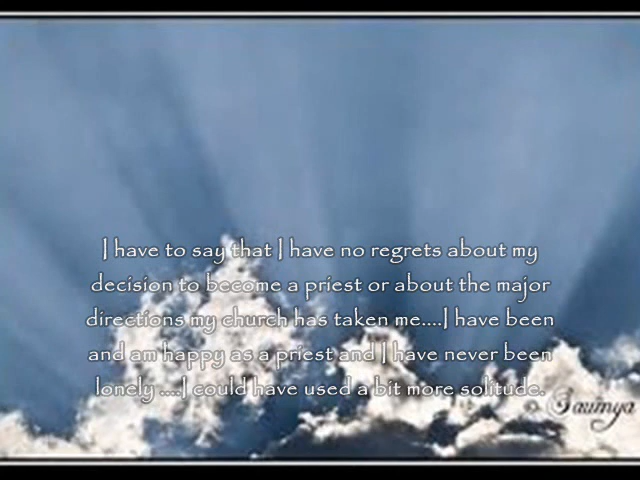 I have to say that I have no regrets about my
decision to become a priest or about the major
directions my church has taken me....I have been
and am happy as a priest and I have never been
lonely ....I could have used a bit more solitude.
© Saumya